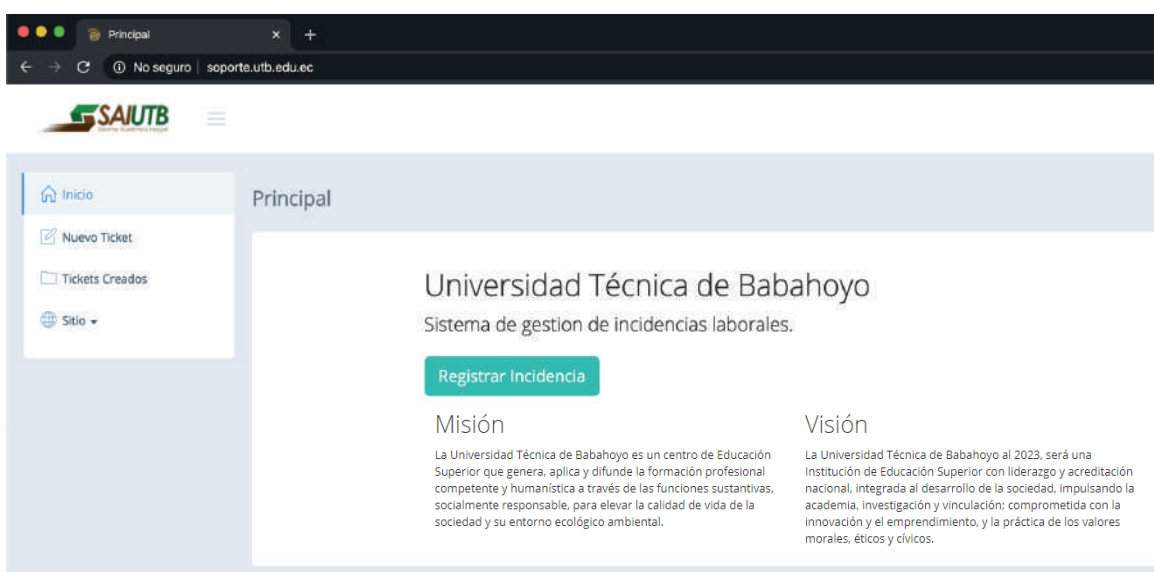 Principal
No seguro | soporte.utb.edu.ec
SAIUTB
Sistema Académico Integral
Inicio
Nuevo Ticket
Tickets Creados
Sitio
Principal
Universidad Técnica de Babahoyo
Sistema de gestion de incidencias laborales.
Registrar Incidencia
Misión
La Universidad Técnica de Babahoyo es un centro de Educación
Superior que genera, aplica y difunde la formación profesional
competente y humanística a través de las funciones sustantivas,
socialmente responsable, para elevar la calidad de vida de la
sociedad y su entorno ecológico ambiental.
Visión
La Universidad Técnica de Babahoyo al 2023, será una
Institución de Educación Superior con liderazgo y acreditación
nacional, integrada al desarrollo de la sociedad, impulsando la
academia, investigación y vinculación; comprometida con la
innovación y el emprendimiento, y la práctica de los valores
morales, éticos y cívicos.